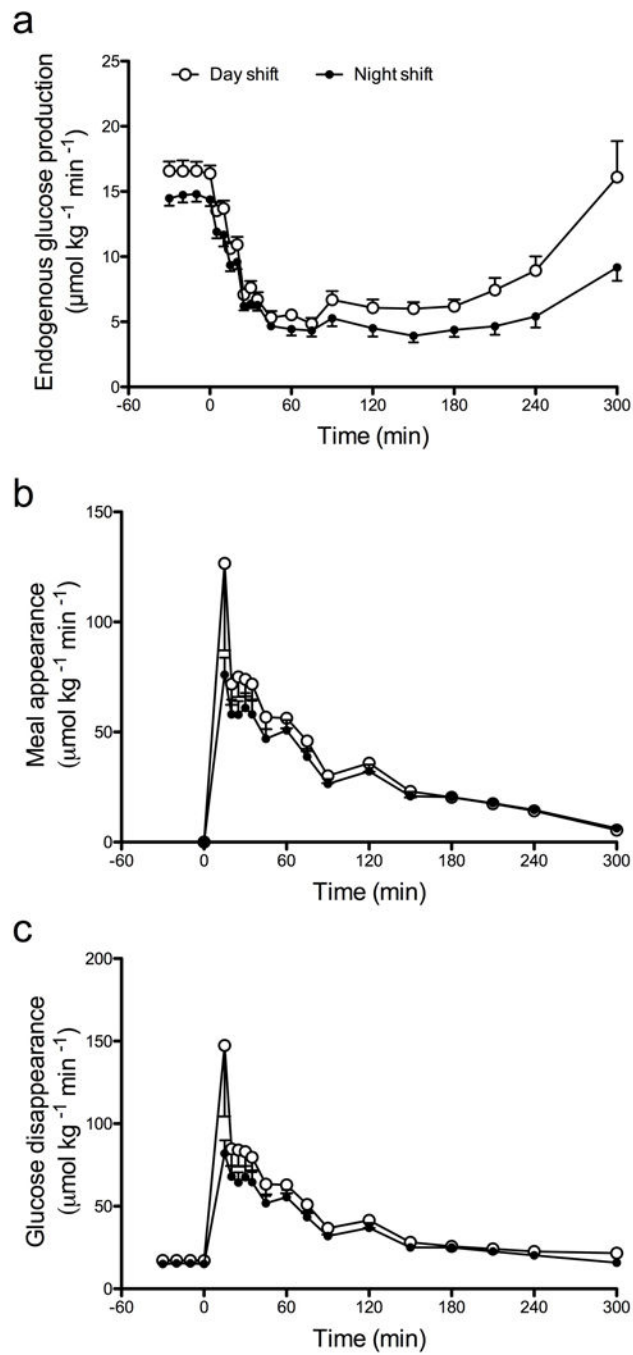 a
Day shift
Night shift
Endogenous glucose production
(μmol kg⁻¹ min⁻¹)
25
20
15
10
5
0
-60
0
60
120
180
240
300
Time (min)
b
Meal appearance
(μmol kg⁻¹ min⁻¹)
150
100
50
0
-60
0
60
120
180
240
300
Time (min)
c
Glucose disappearance
(μmol kg⁻¹ min⁻¹)
200
150
100
50
0
-60
0
60
120
180
240
300
Time (min)